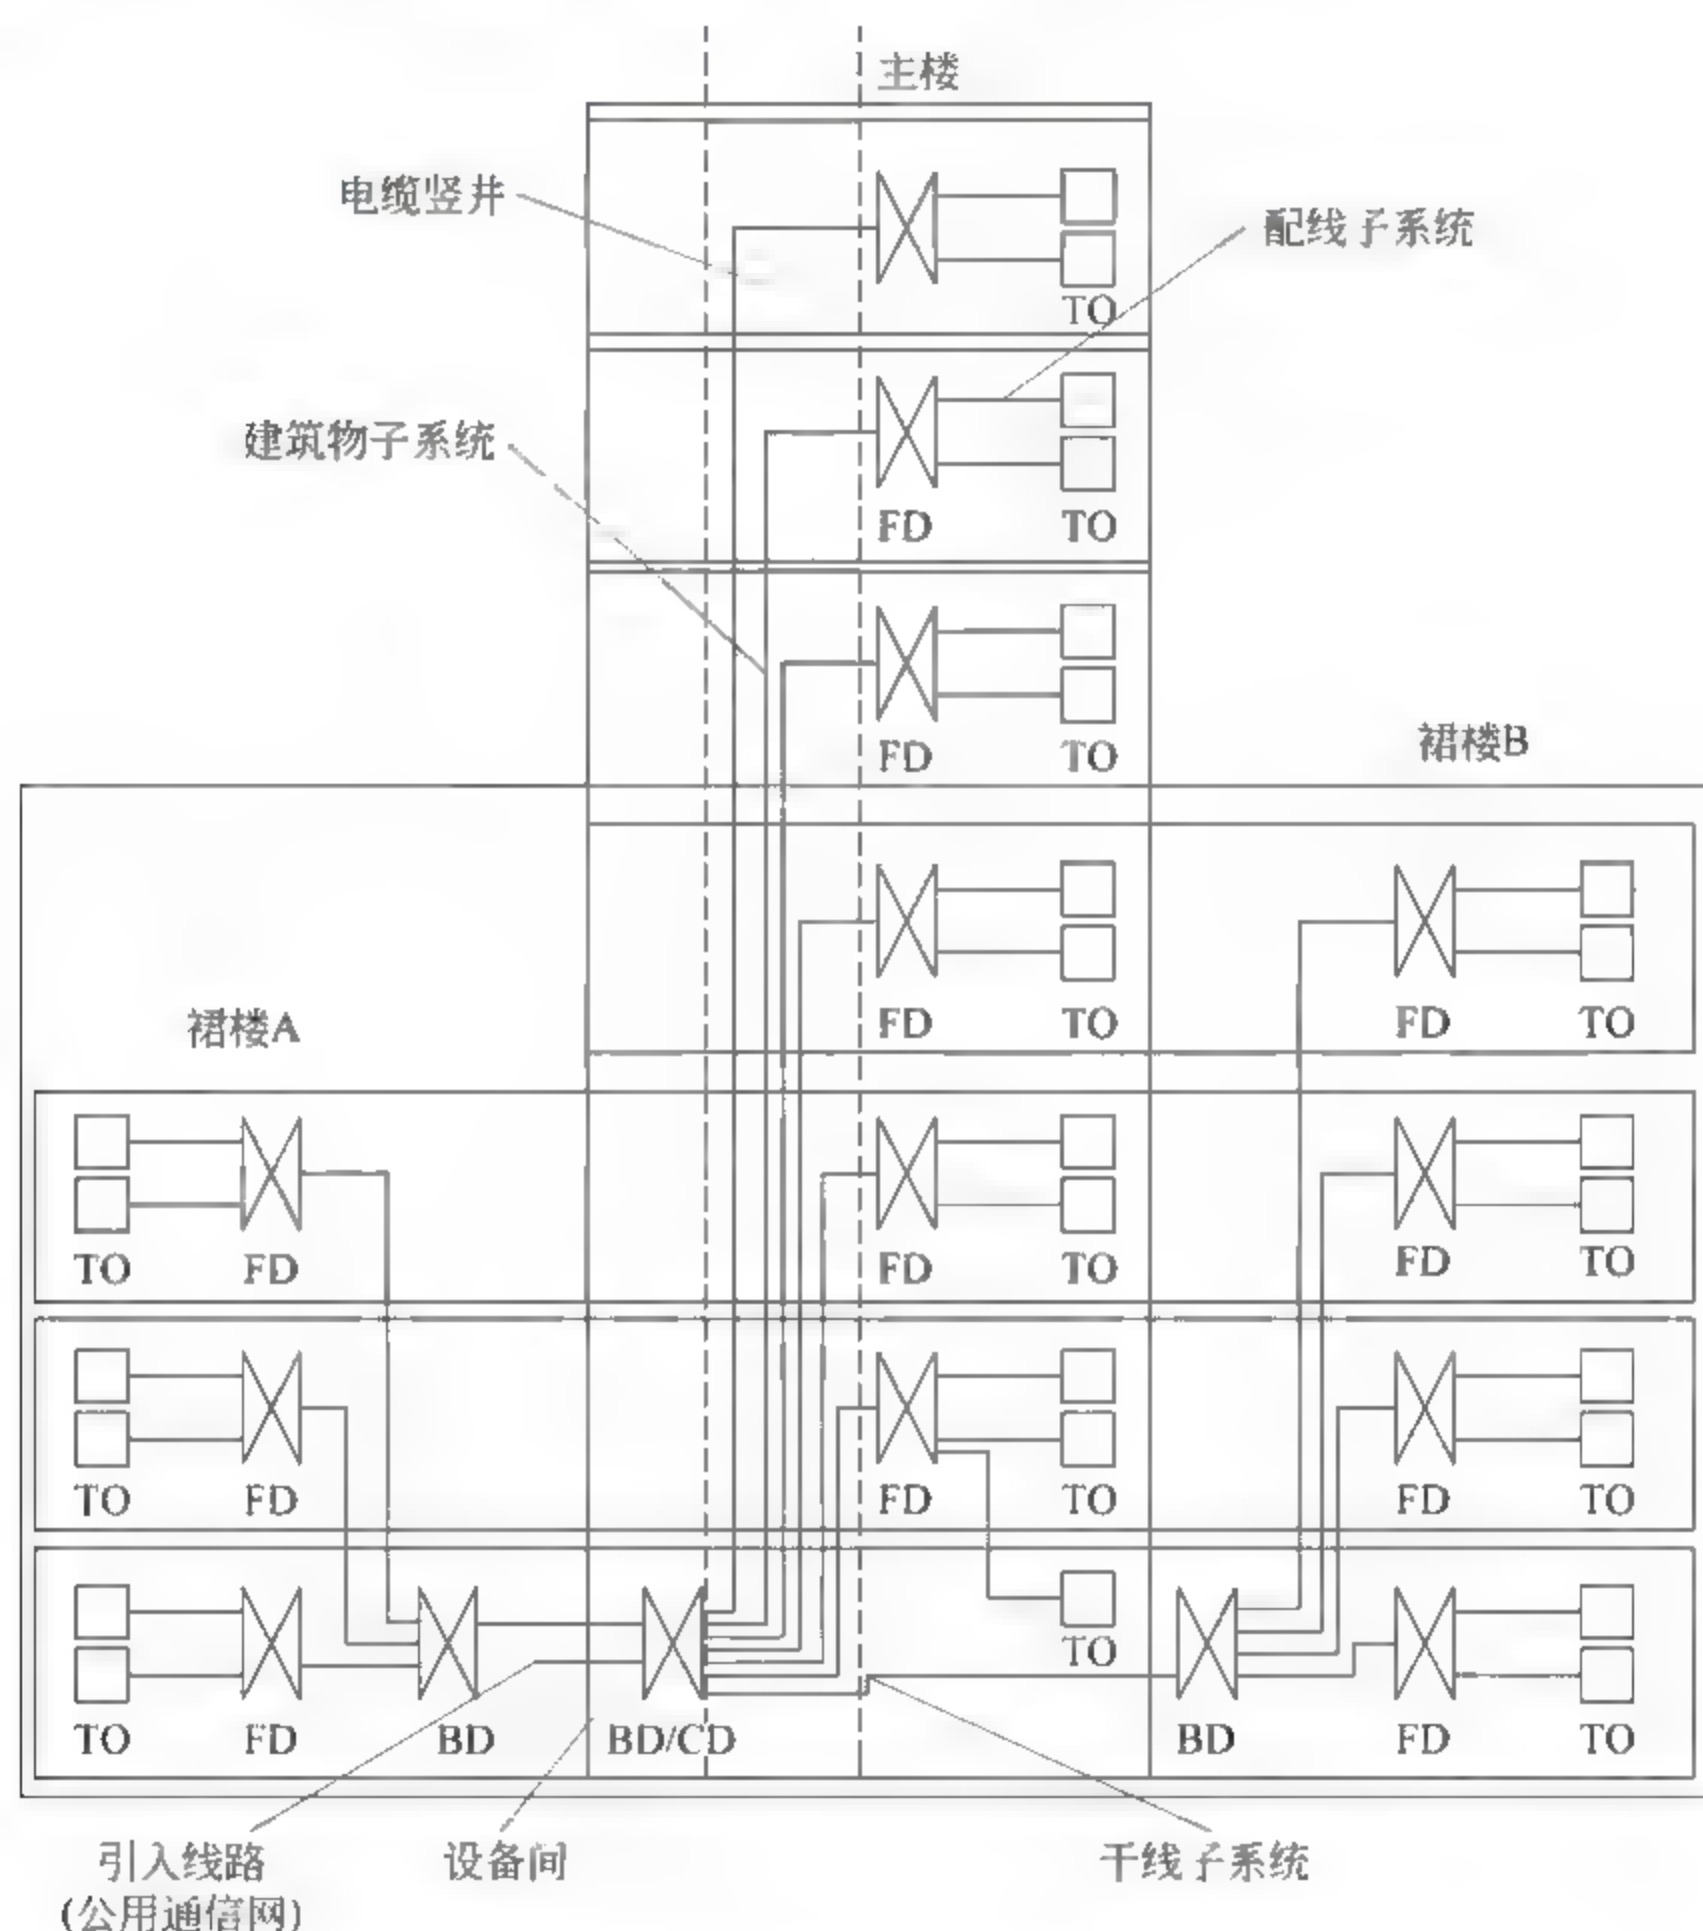 主楼
电缆竖井
配线子系统
TO
建筑物子系统
FD TO
FD TO
裙楼B
FD TO FD TO
裙楼A
TO FD FD TO FD TO
TO FD FD TO FD TO
TO
TO FD BD BD/CD BD FD TO
引入线路 设备间 干线子系统
(公用通信网)